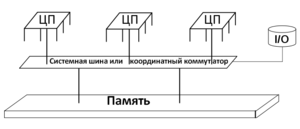 ЦП ЦП ЦП
I/O
Системная шина или координатный коммутатор
Память